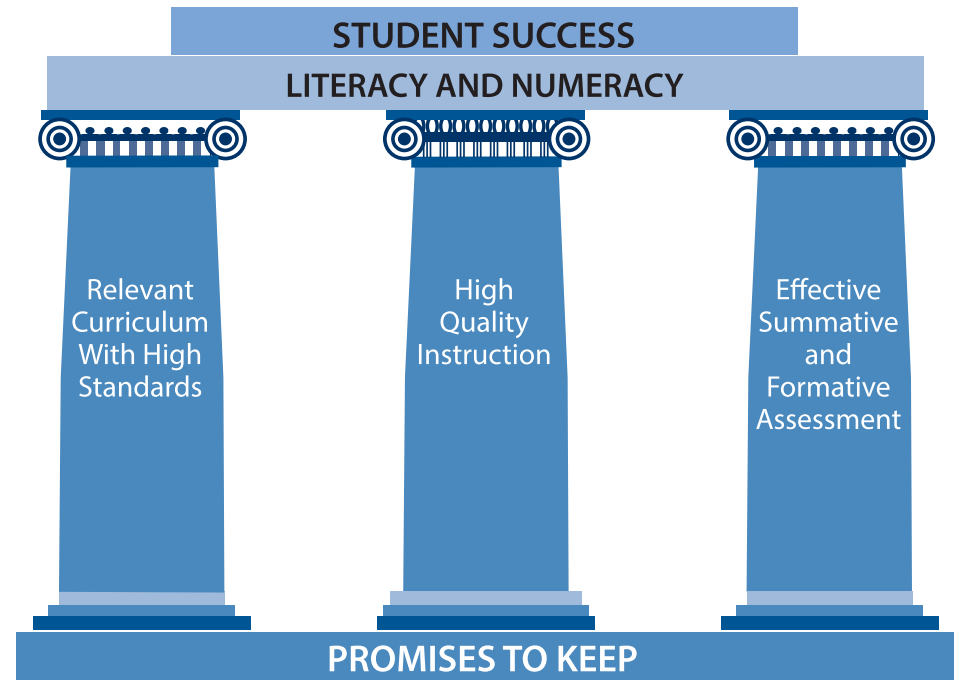 STUDENT SUCCESS
LITERACY AND NUMERACY
Relevant
Curriculum
With High
Standards
High
Quality
Instruction
Effective
Summative
and
Formative
Assessment
PROMISES TO KEEP